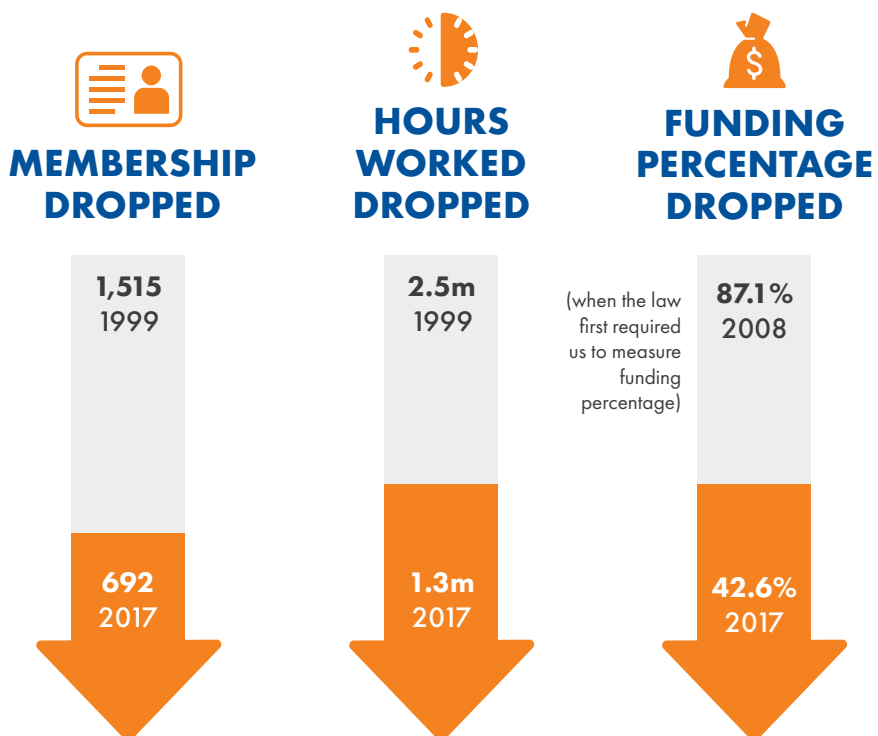 MEMBERSHIP
DROPPED
1,515
1999
692
2017
HOURS
WORKED
DROPPED
2.5m
1999
1.3m
2017
$
FUNDING
PERCENTAGE
DROPPED
(when the law
first required
us to measure
funding
percentage)
87.1%
2008
42.6%
2017